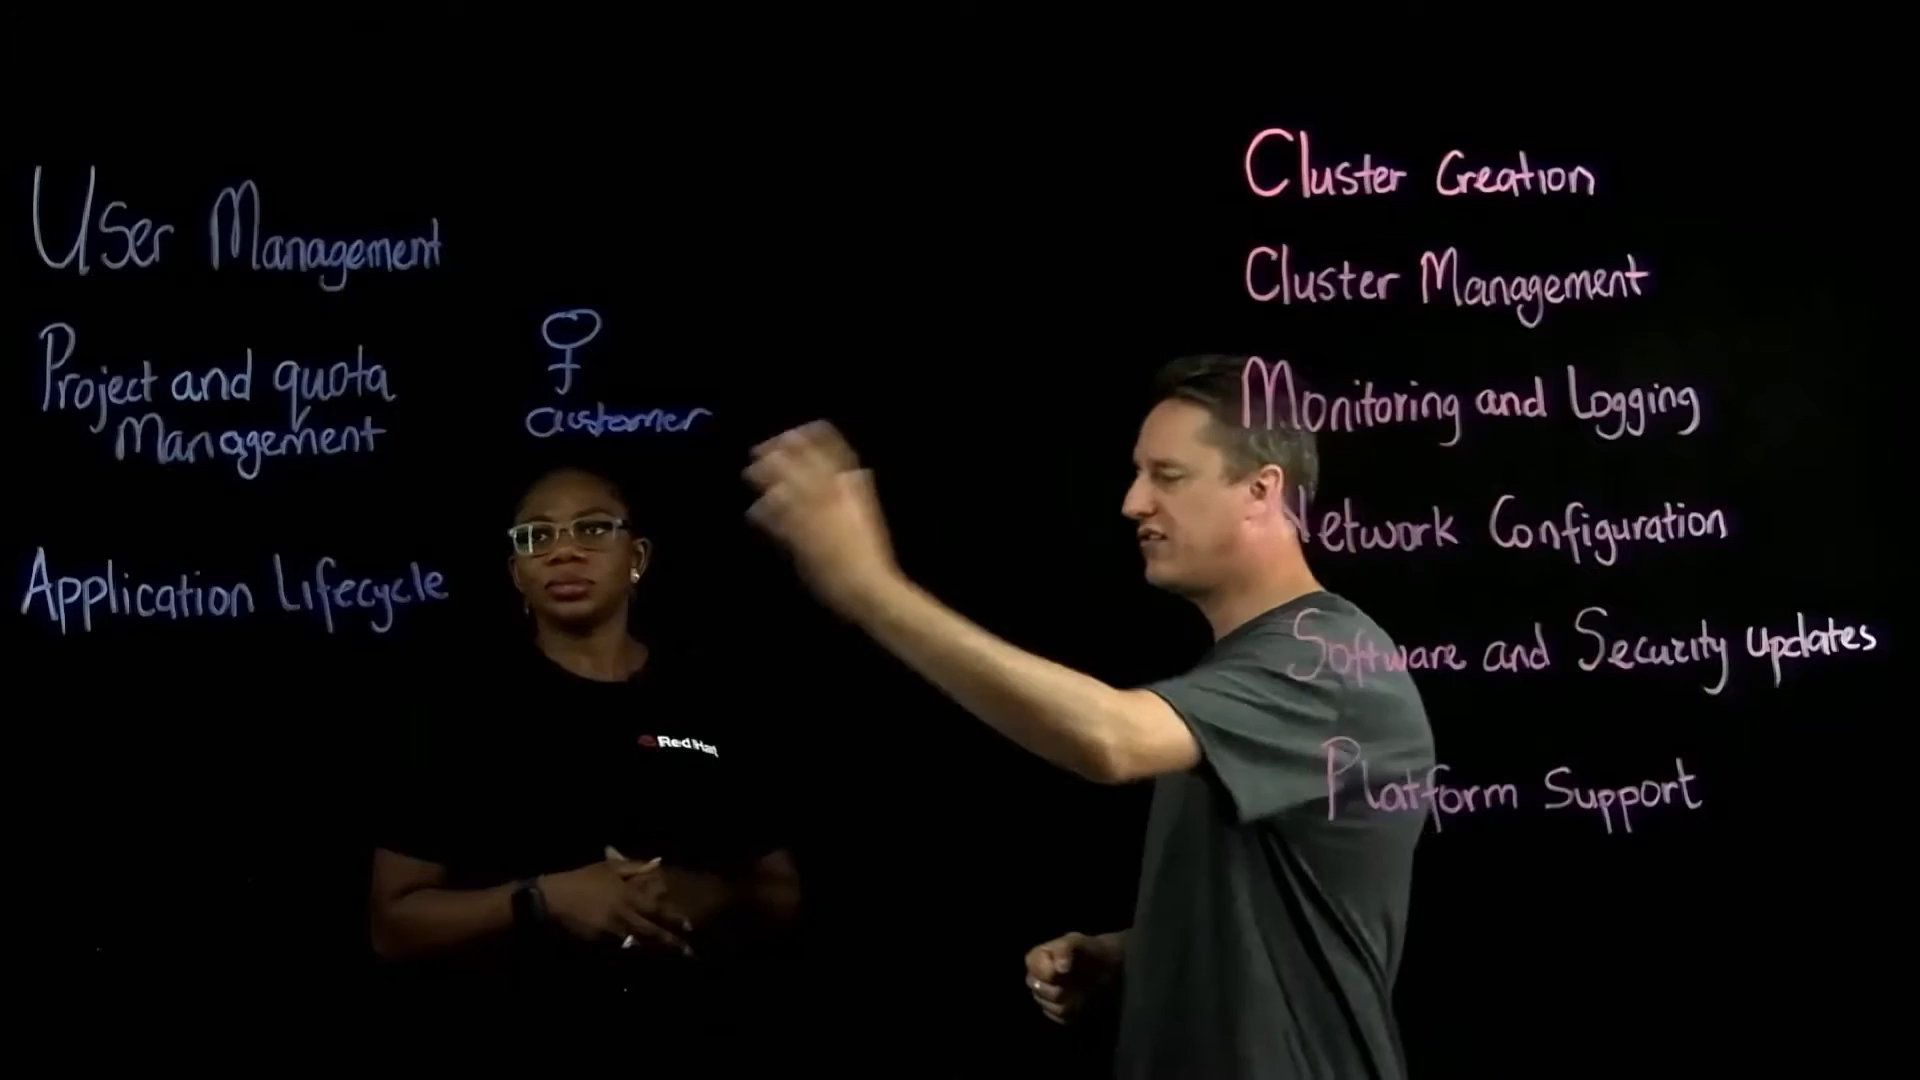 User Management
Project and quota
Management
Application Lifecycle
customer
Red Hat
Cluster Creation
Cluster Management
Monitoring and Logging
Network Configuration
Software and Security updates
Platform Support